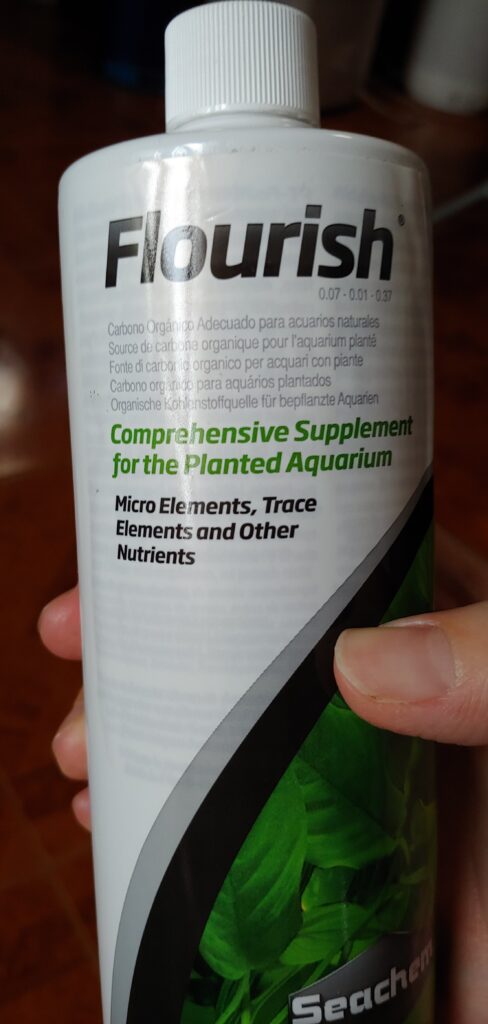 Flourish®
0.07 - 0.01 - 0.37
Carbono Orgánico Adecuado para acuarios naturales
Source de carbone organique pour l'aquarium planté
Fonte di carbonio organico per acquari con piante
Carbono orgánico para aquários plantados
Organische Kohlenstoffquelle für bepflanzte Aquarien
Comprehensive Supplement
for the Planted Aquarium
Micro Elements, Trace
Elements and Other
Nutrients
Seachem